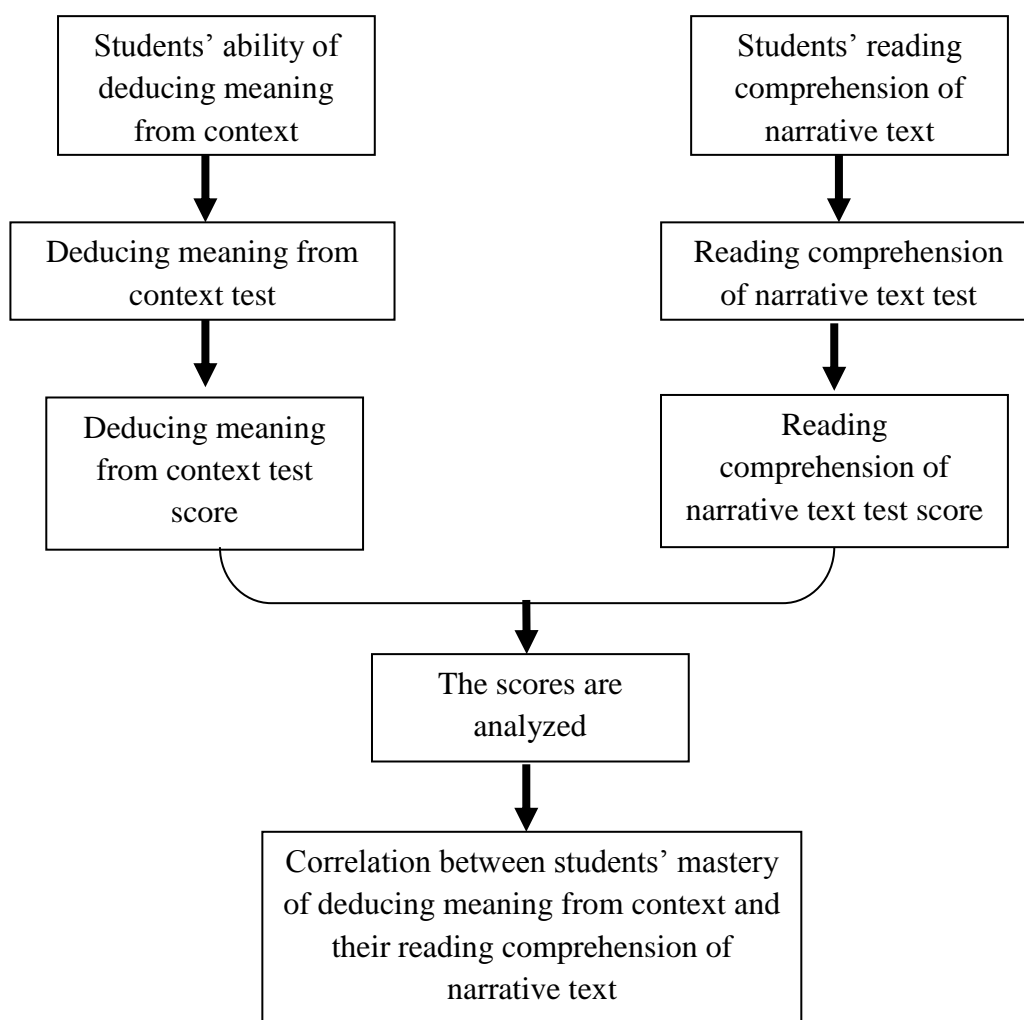 Students’ ability of
deducing meaning
from context
Students’ reading
comprehension of
narrative text
Deducing meaning from
context test
Reading comprehension
of narrative text test
Deducing meaning
from context test
score
Reading
comprehension of
narrative text test score
The scores are
analyzed
Correlation between students’ mastery
of deducing meaning from context and
their reading comprehension of
narrative text